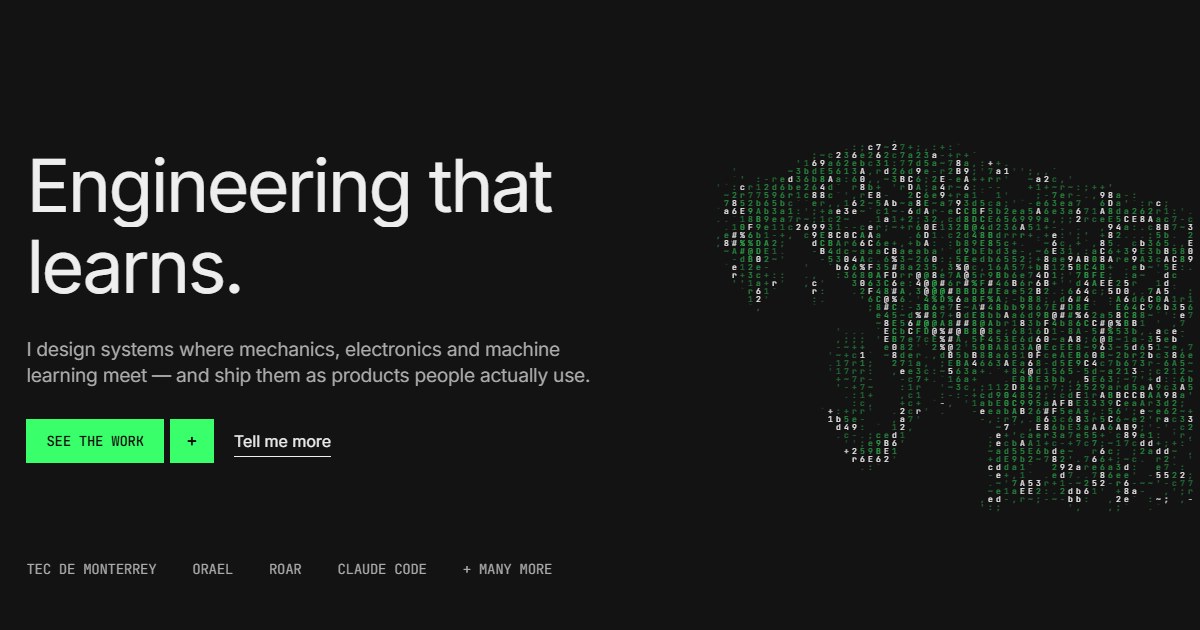 Engineering that
learns.
I design systems where mechanics, electronics and machine
learning meet — and ship them as products people actually use.
SEE THE WORK +
Tell me more
TEC DE MONTERREY ORAEL ROAR CLAUDE CODE + MANY MORE